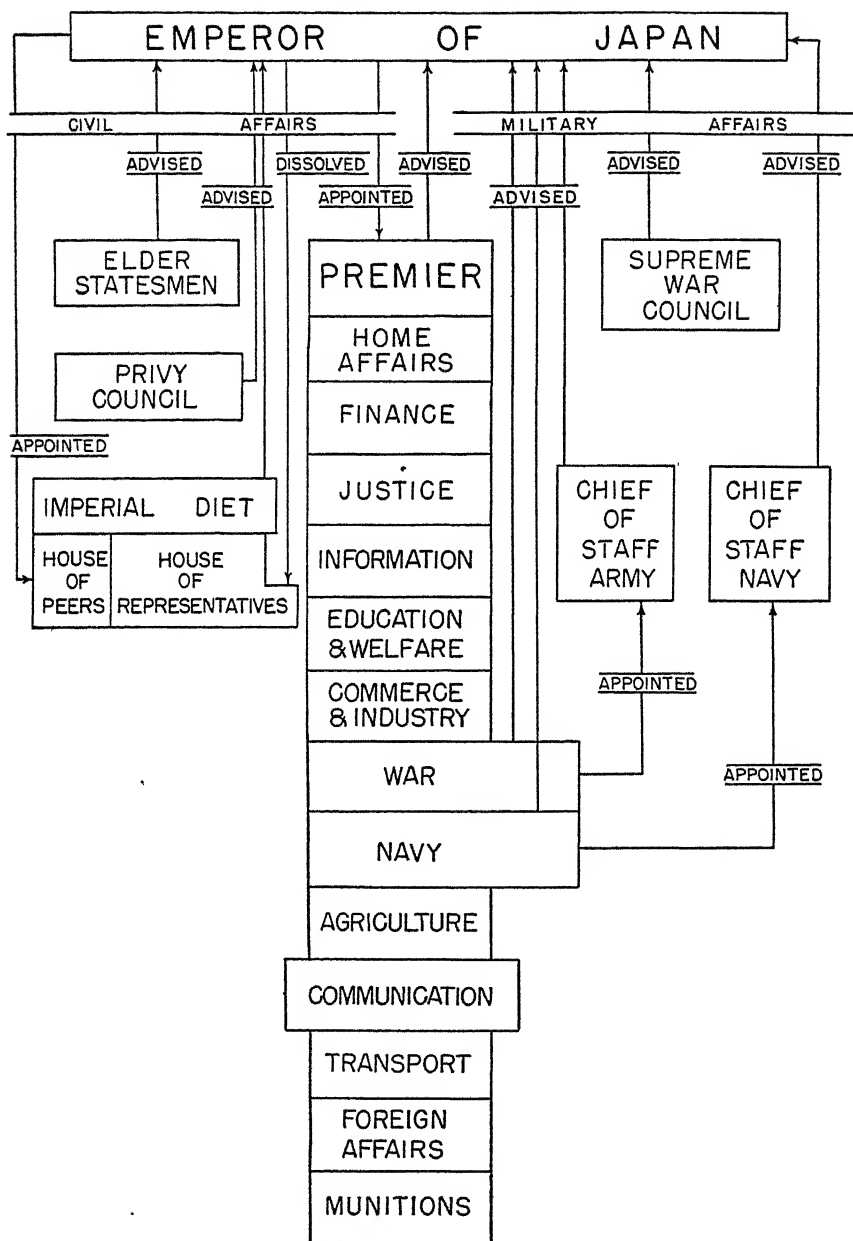 EMPEROR OF JAPAN
CIVIL AFFAIRS
MILITARY AFFAIRS
ADVISED
DISSOLVED
ADVISED
ADVISED
ADVISED
ADVISED
APPOINTED
ADVISED
ELDER
STATESMEN
PREMIER
SUPREME
WAR
COUNCIL
HOME
AFFAIRS
PRIVY
COUNCIL
FINANCE
APPOINTED
IMPERIAL DIET
HOUSE
OF
PEERS
HOUSE
OF
REPRESENTATIVES
JUSTICE
CHIEF
OF
STAFF
ARMY
CHIEF
OF
STAFF
NAVY
INFORMATION
EDUCATION
& WELFARE
COMMERCE
& INDUSTRY
APPOINTED
WAR
APPOINTED
NAVY
AGRICULTURE
COMMUNICATION
TRANSPORT
FOREIGN
AFFAIRS
MUNITIONS